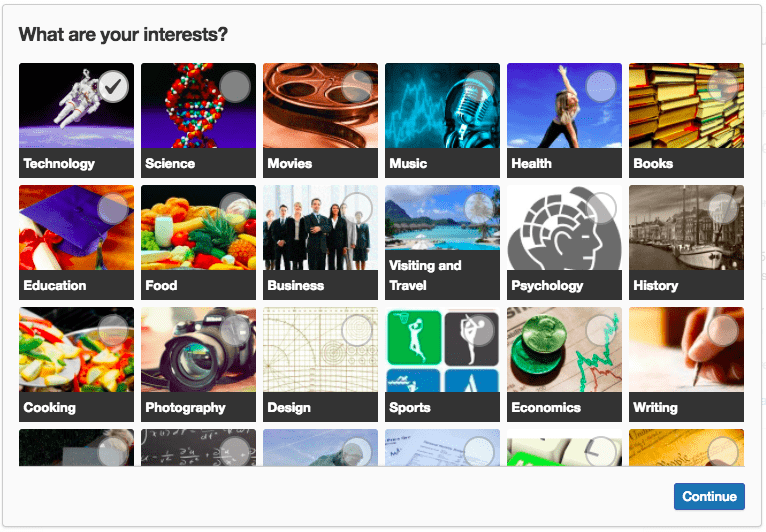 What are your interests?
Technology
Science
Movies
Music
Health
Books
Education
Food
Business
Visiting and
Travel
Psychology
History
Cooking
Photography
Design
Sports
Economics
Writing
Continue